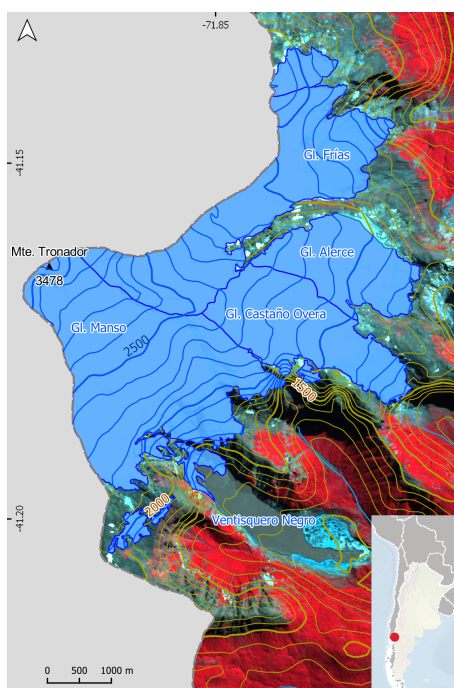 -71.85
-41.15
Gl. Frías
Gl. Alerce
Mte. Tronador
3478
Gl. Manso
2500
Gl. Castaño Overa
1500
2000
-41.20
Ventisquero Negro
0 500 1000 m